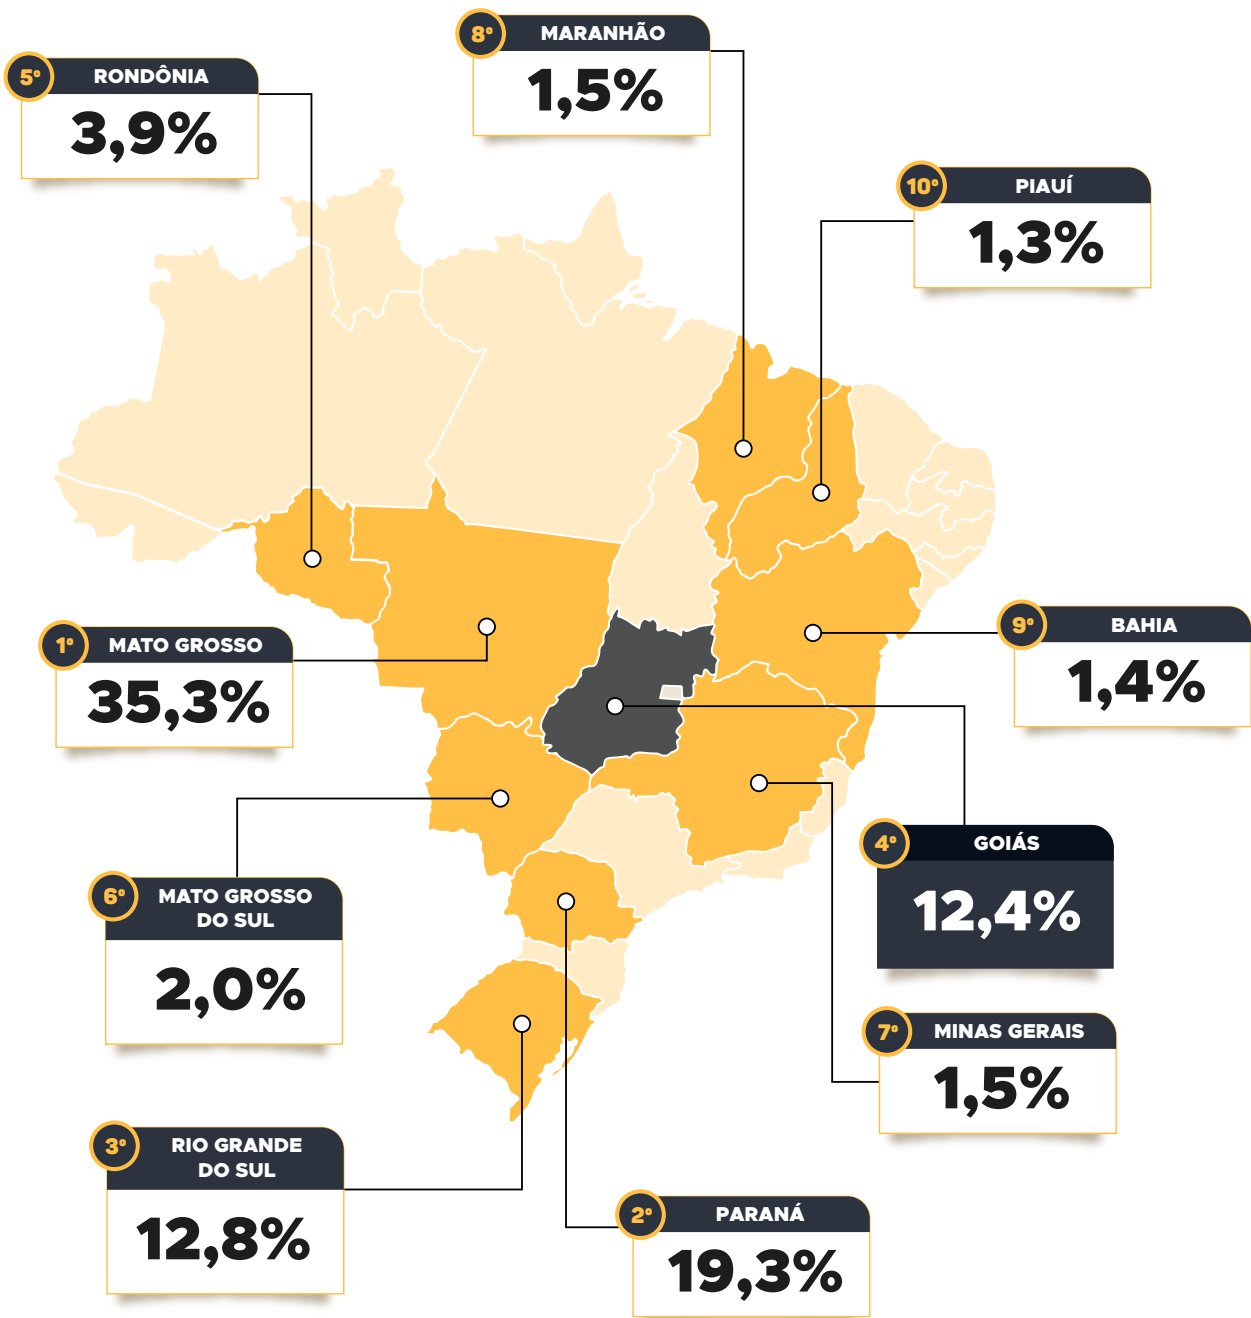 8º
MARANHÃO
1,5%
5º
RONDÔNIA
3,9%
10º
PIAUÍ
1,3%
9º
BAHIA
1,4%
1º
MATO GROSSO
35,3%
4º
GOIÁS
12,4%
6º
MATO GROSSO
DO SUL
2,0%
7º
MINAS GERAIS
1,5%
3º
RIO GRANDE
DO SUL
12,8%
2º
PARANÁ
19,3%